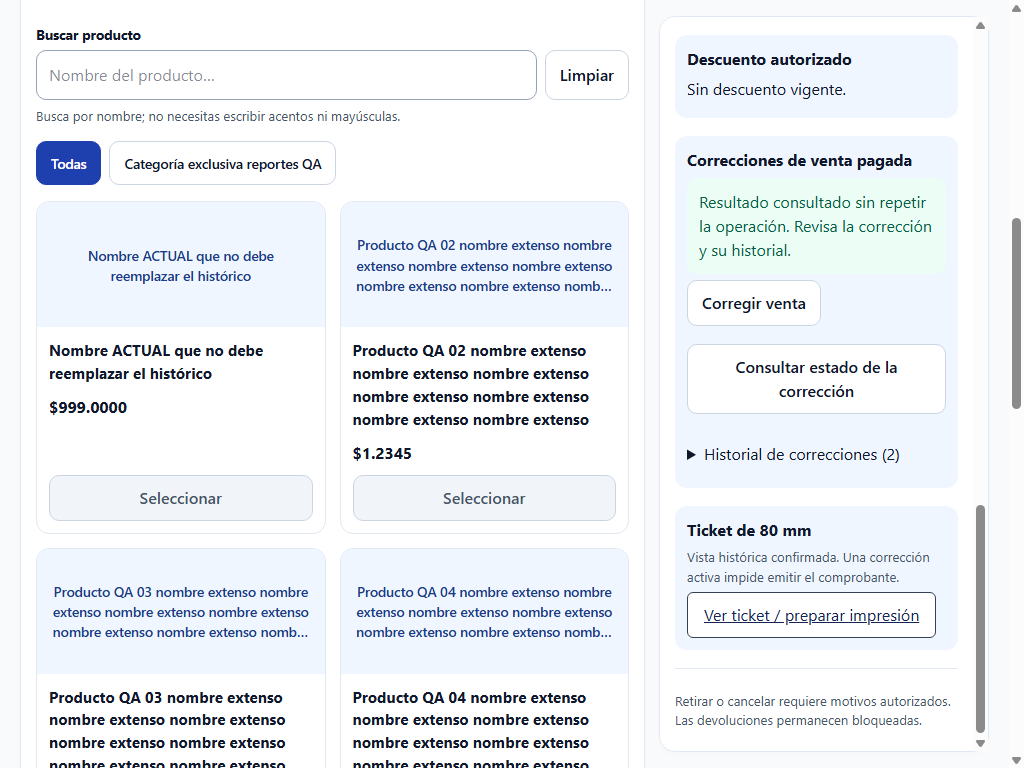 Buscar producto
Nombre del producto...
Limpiar
Busca por nombre; no necesitas escribir acentos ni mayúsculas.
Todas
Categoría exclusiva reportes QA
Nombre ACTUAL que no debe
reemplazar el histórico
Nombre ACTUAL que no debe
reemplazar el histórico
$999.0000
Seleccionar
Producto QA 02 nombre extenso nombre
extenso nombre extenso nombre extenso
nombre extenso nombre extenso nomb...
Producto QA 02 nombre extenso
nombre extenso nombre extenso
nombre extenso nombre extenso
nombre extenso nombre extenso
$1.2345
Seleccionar
Producto QA 03 nombre extenso nombre
extenso nombre extenso nombre extenso
nombre extenso nombre extenso nomb...
Producto QA 03 nombre extenso
nombre extenso nombre extenso
nombre extenso nombre extenso
nombre extenso nombre extenso
Producto QA 04 nombre extenso nombre
extenso nombre extenso nombre extenso
nombre extenso nombre extenso nomb...
Producto QA 04 nombre extenso
nombre extenso nombre extenso
nombre extenso nombre extenso
nombre extenso nombre extenso
Descuento autorizado
Sin descuento vigente.
Correcciones de venta pagada
Resultado consultado sin repetir
la operación. Revisa la corrección
y su historial.
Corregir venta
Consultar estado de la
corrección
Historial de correcciones (2)
Ticket de 80 mm
Vista histórica confirmada. Una corrección
activa impide emitir el comprobante.
Ver ticket / preparar impresión
Retirar o cancelar requiere motivos autorizados.
Las devoluciones permanecen bloqueadas.